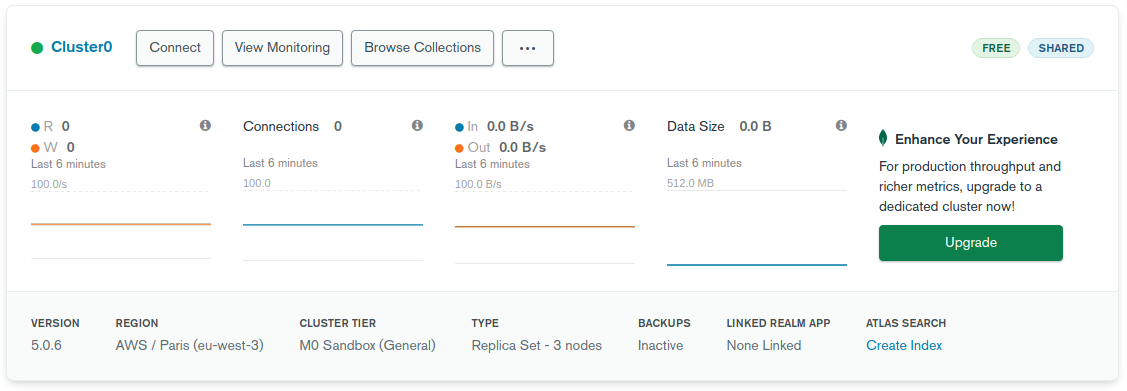 Cluster0 Connect View Monitoring Browse Collections ... FREE SHARED
R 0
W 0
Last 6 minutes
100.0/s
Connections 0
Last 6 minutes
100.0
In 0.0 B/s
Out 0.0 B/s
Last 6 minutes
100.0 B/s
Data Size 0.0 B
Last 6 minutes
512.0 MB
Enhance Your Experience
For production throughput and
richer metrics, upgrade to a
dedicated cluster now!
Upgrade
VERSION REGION CLUSTER TIER TYPE BACKUPS LINKED REALM APP ATLAS SEARCH
5.0.6 AWS / Paris (eu-west-3) M0 Sandbox (General) Replica Set - 3 nodes Inactive None Linked Create Index